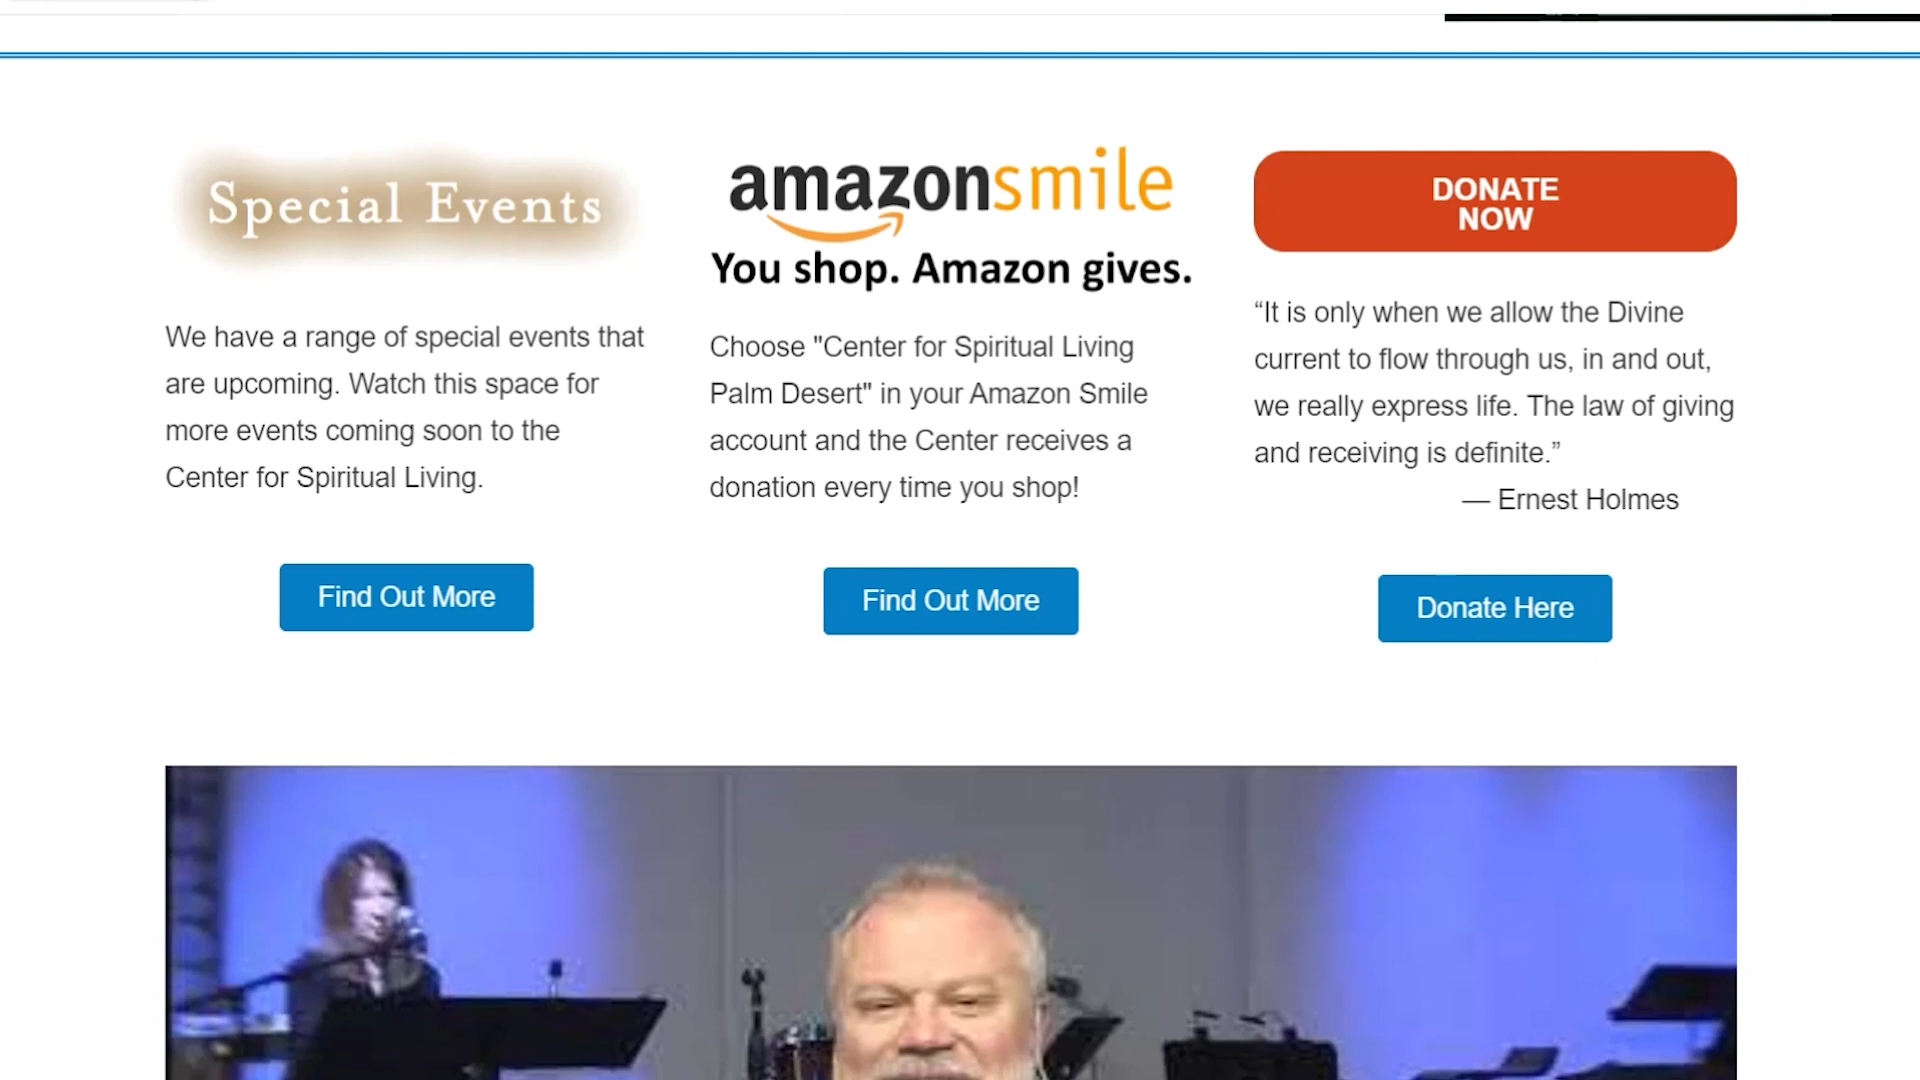 Special Events
We have a range of special events that
are upcoming. Watch this space for
more events coming soon to the
Center for Spiritual Living.
Find Out More
amazonsmile
You shop. Amazon gives.
Choose "Center for Spiritual Living
Palm Desert" in your Amazon Smile
account and the Center receives a
donation every time you shop!
Find Out More
DONATE
NOW
“It is only when we allow the Divine
current to flow through us, in and out,
we really express life. The law of giving
and receiving is definite.”
— Ernest Holmes
Donate Here